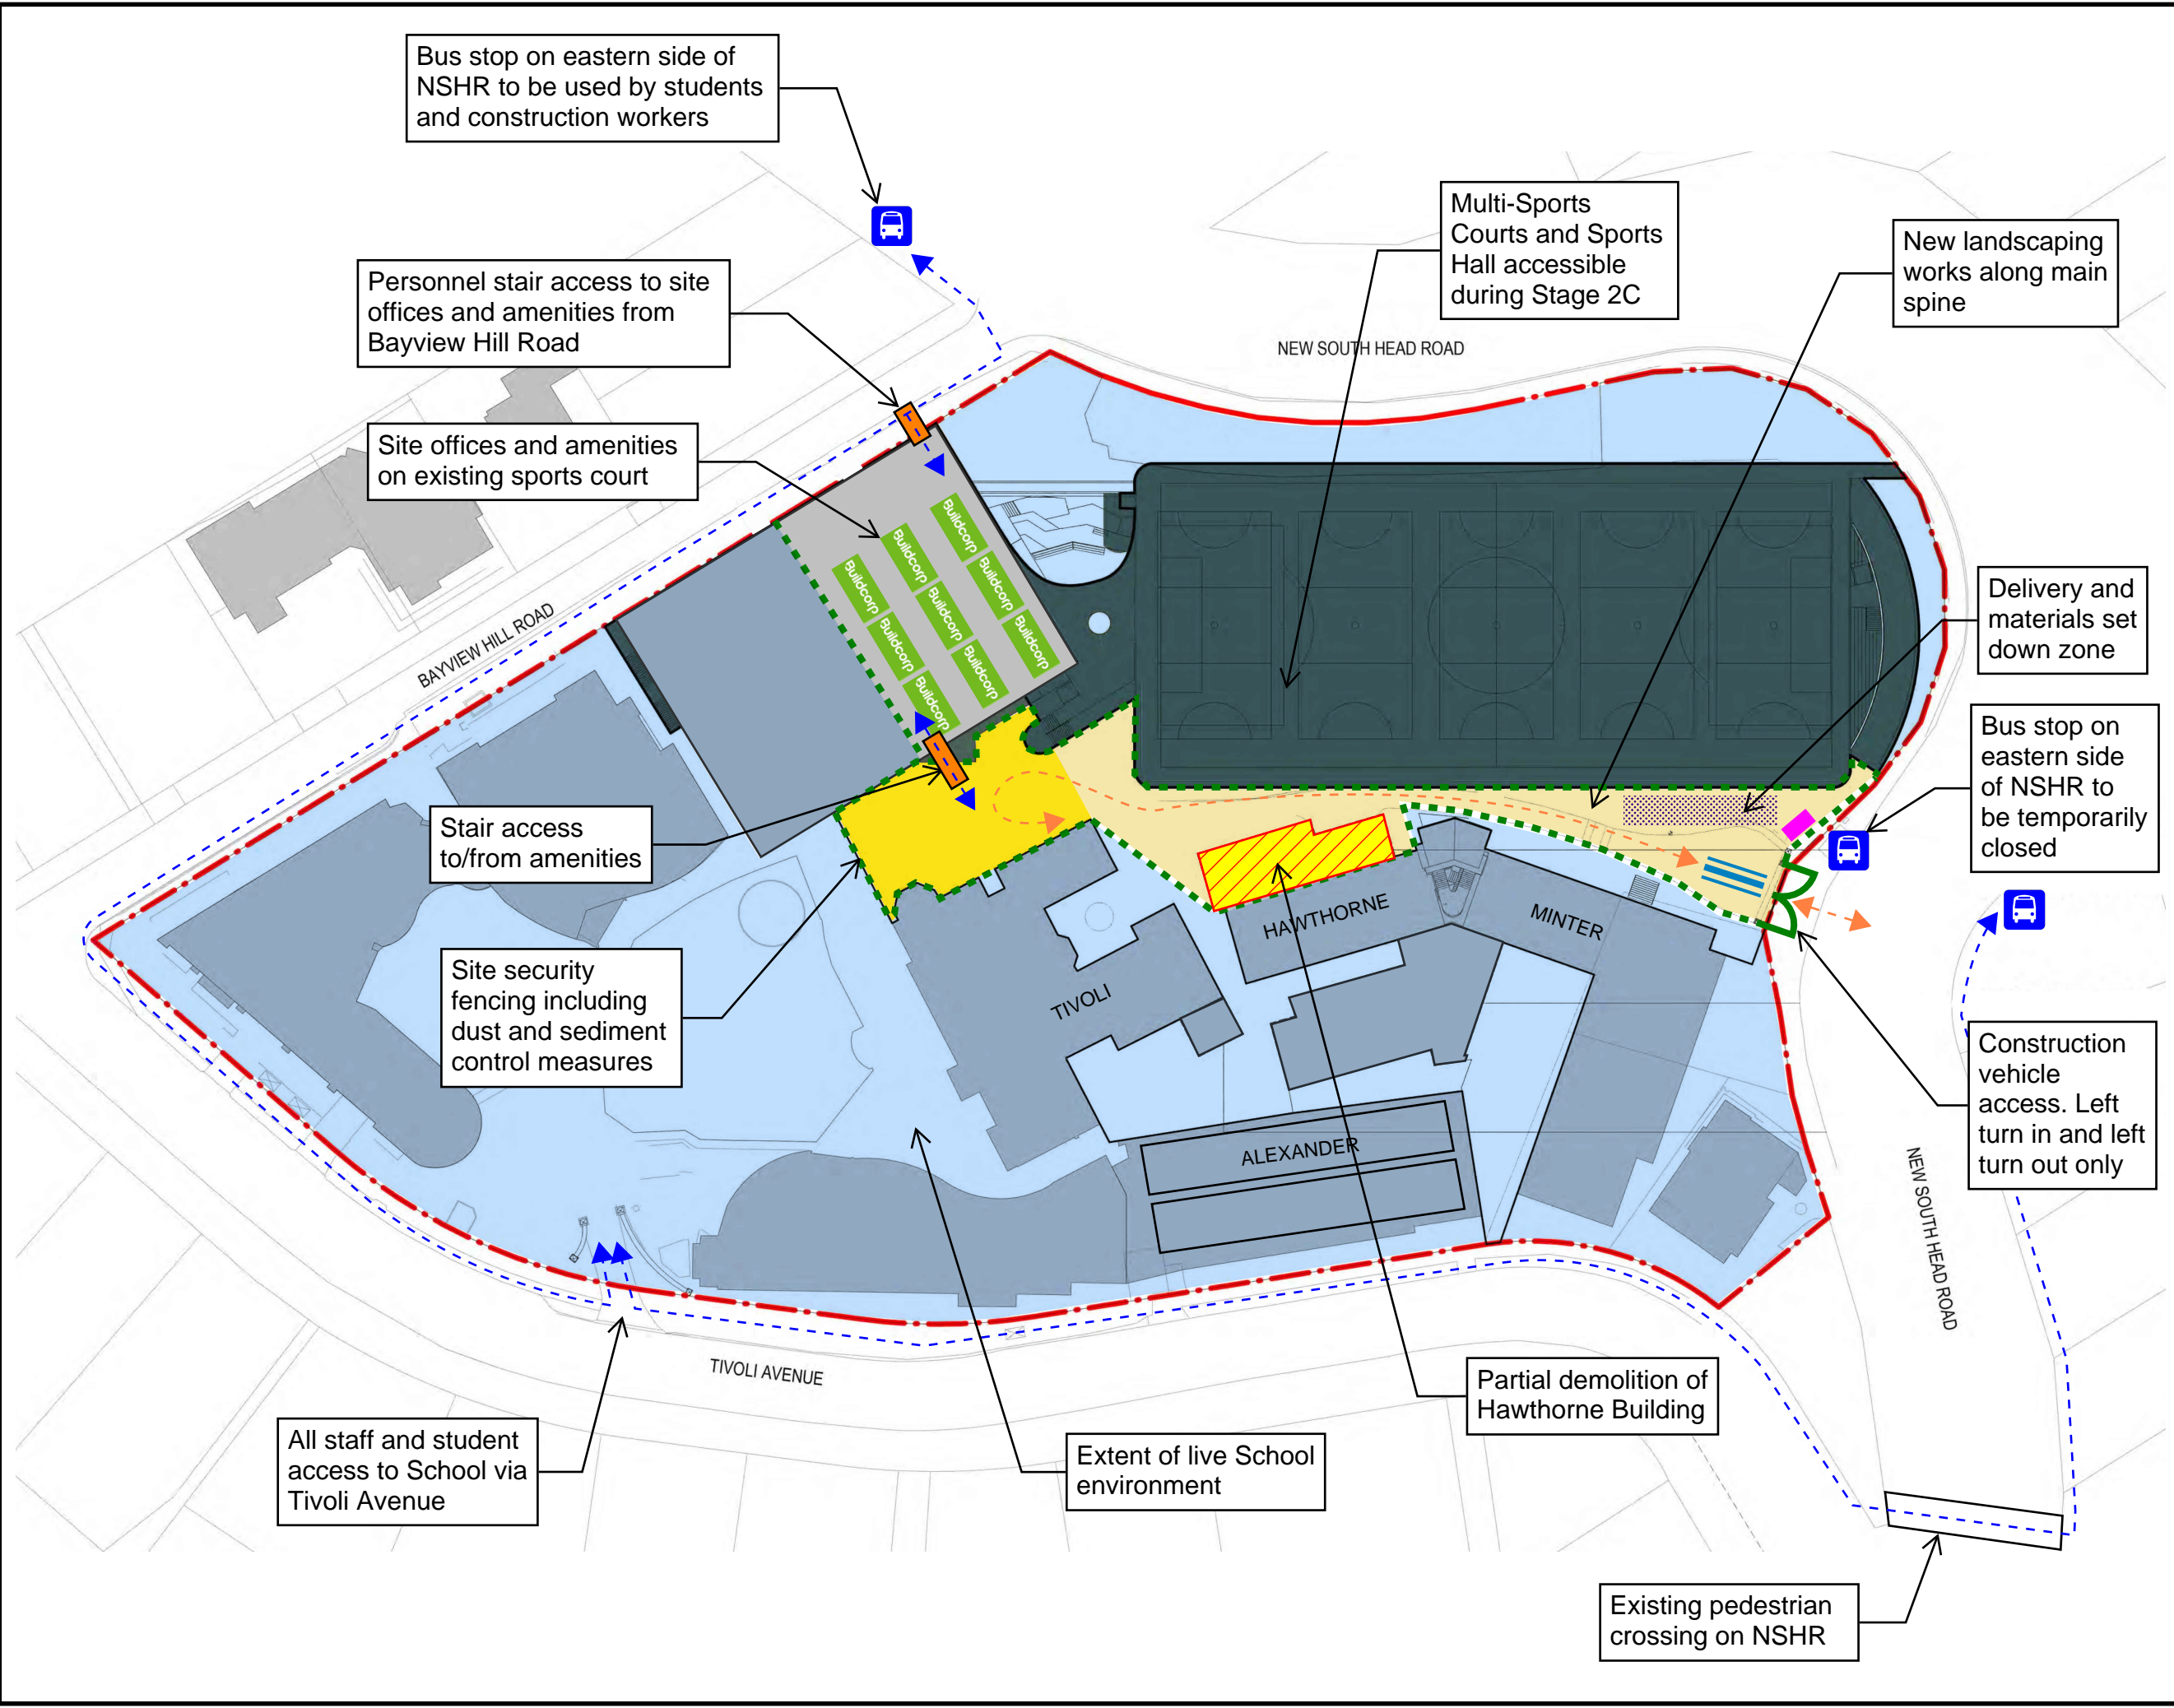 Bus stop on eastern side of
NSHR to be used by students
and construction workers
Multi-Sports
Courts and Sports
Hall accessible
during Stage 2C
New landscaping
works along main
spine
Personnel stair access to site
offices and amenities from
Bayview Hill Road
NEW SOUTH HEAD ROAD
Site offices and amenities
on existing sports court
Buildcorp
Buildcorp
Buildcorp
Buildcorp
Buildcorp
Buildcorp
Buildcorp
Buildcorp
Buildcorp
Delivery and
materials set
down zone
BAYVIEW HILL ROAD
Bus stop on
eastern side
of NSHR to
be temporarily
closed
Stair access
to/from amenities
HAWTHORNE
MINTER
Site security
fencing including
dust and sediment
control measures
TIVOLI
Construction
vehicle
access. Left
turn in and left
turn out only
ALEXANDER
NEW SOUTH HEAD ROAD
TIVOLI AVENUE
Partial demolition of
Hawthorne Building
All staff and student
access to School via
Tivoli Avenue
Extent of live School
environment
Existing pedestrian
crossing on NSHR